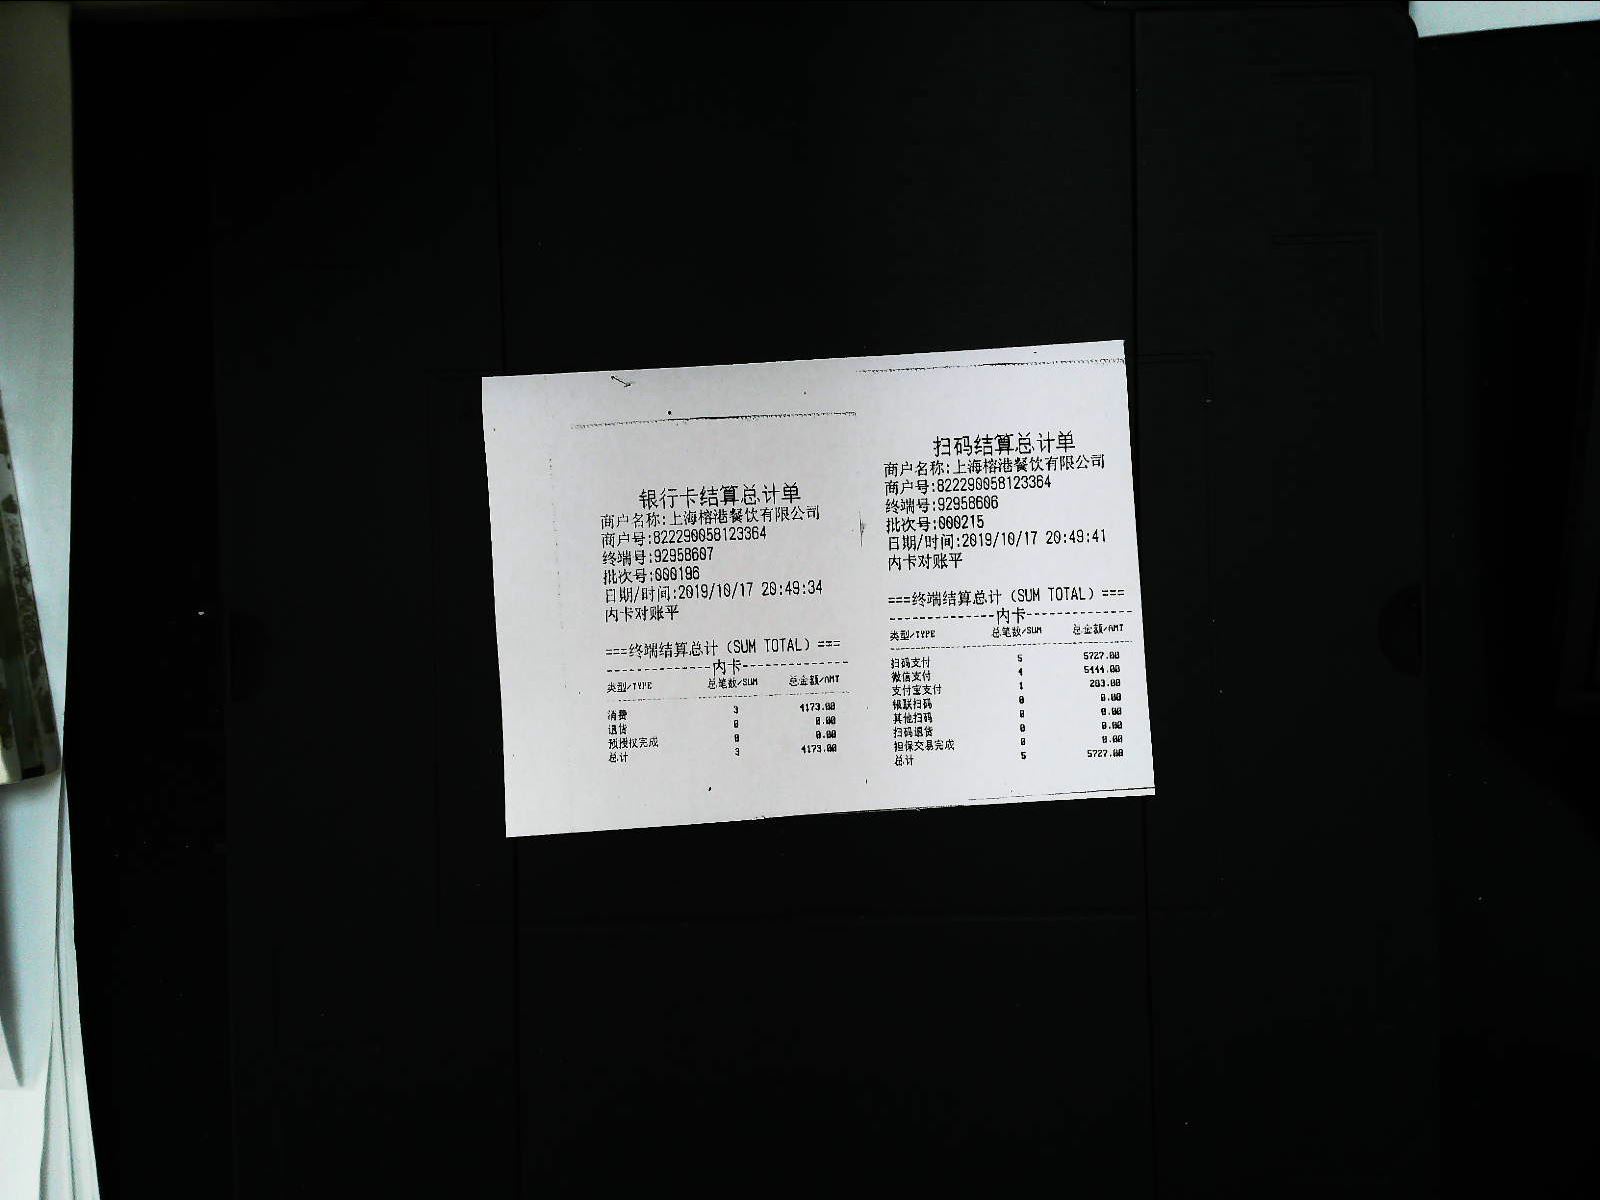 银行卡结算总计单
商户名称:上海榕港餐饮有限公司
商户号:822290058123364
终端号:92958607
批次号:000196
日期/时间:2019/10/17 20:49:34
内卡对账平
===终端结算总计（SUM TOTAL）===
--------------内卡--------------
类型/TYPE 总笔数/SUM 总金额/AMT
消费 3 4173.00
退货 0 0.00
预授权完成 0 0.00
总计 3 4173.00
扫码结算总计单
商户名称:上海榕港餐饮有限公司
商户号:822290058123364
终端号:92958606
批次号:000215
日期/时间:2019/10/17 20:49:41
内卡对账平
===终端结算总计（SUM TOTAL）===
--------------内卡--------------
类型/TYPE 总笔数/SUM 总金额/AMT
扫码支付 5 5727.00
微信支付 4 5444.00
支付宝支付 1 283.00
银联扫码 0 0.00
其他扫码 0 0.00
扫码退货 0 0.00
担保交易完成 0 0.00
总计 5 5727.00